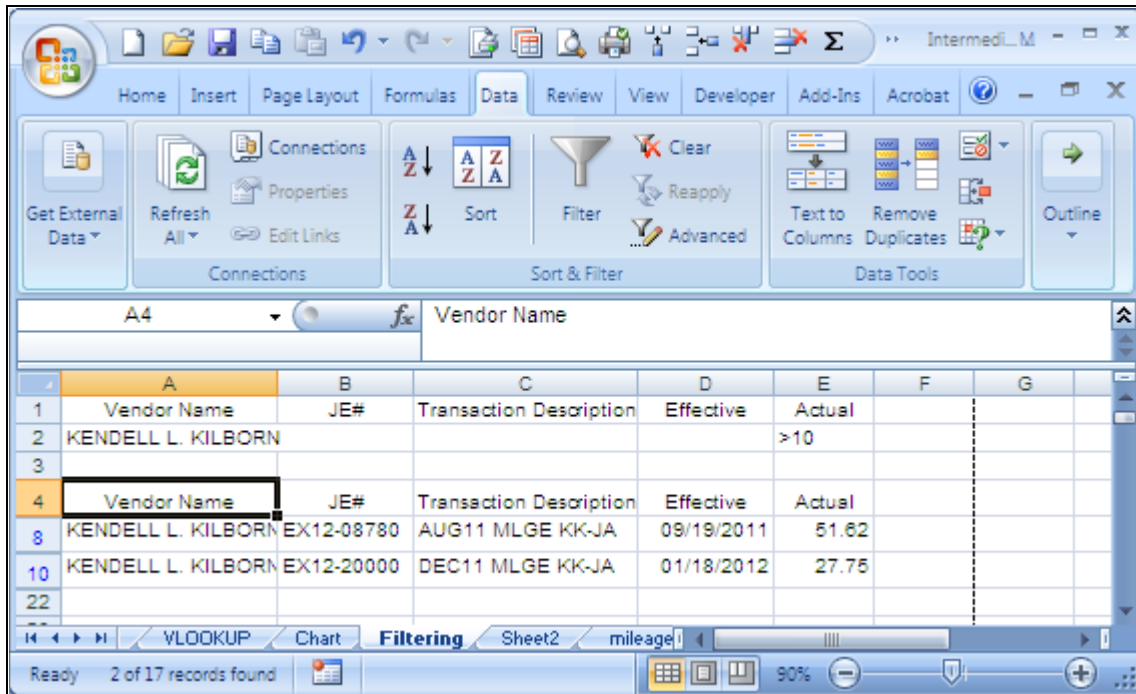 Intermedi...M
Home Insert Page Layout Formulas Data Review View Developer Add-Ins Acrobat
Get External Data
Refresh All
Connections
Properties
Edit Links
Connections
A Z
Z A
A Z Z A
Sort
Filter
Clear
Reapply
Advanced
Sort & Filter
Text to Columns
Remove Duplicates
Data Tools
Outline
A4 fx Vendor Name
A B C D E F G
1 Vendor Name JE# Transaction Description Effective Actual
2 KENDELL L. KILBORN >10
3
4 Vendor Name JE# Transaction Description Effective Actual
8 KENDELL L. KILBORN EX12-08780 AUG11 MLGE KK-JA 09/19/2011 51.62
10 KENDELL L. KILBORN EX12-20000 DEC11 MLGE KK-JA 01/18/2012 27.75
22
VLOOKUP Chart Filtering Sheet2 mileage
Ready 2 of 17 records found 90%